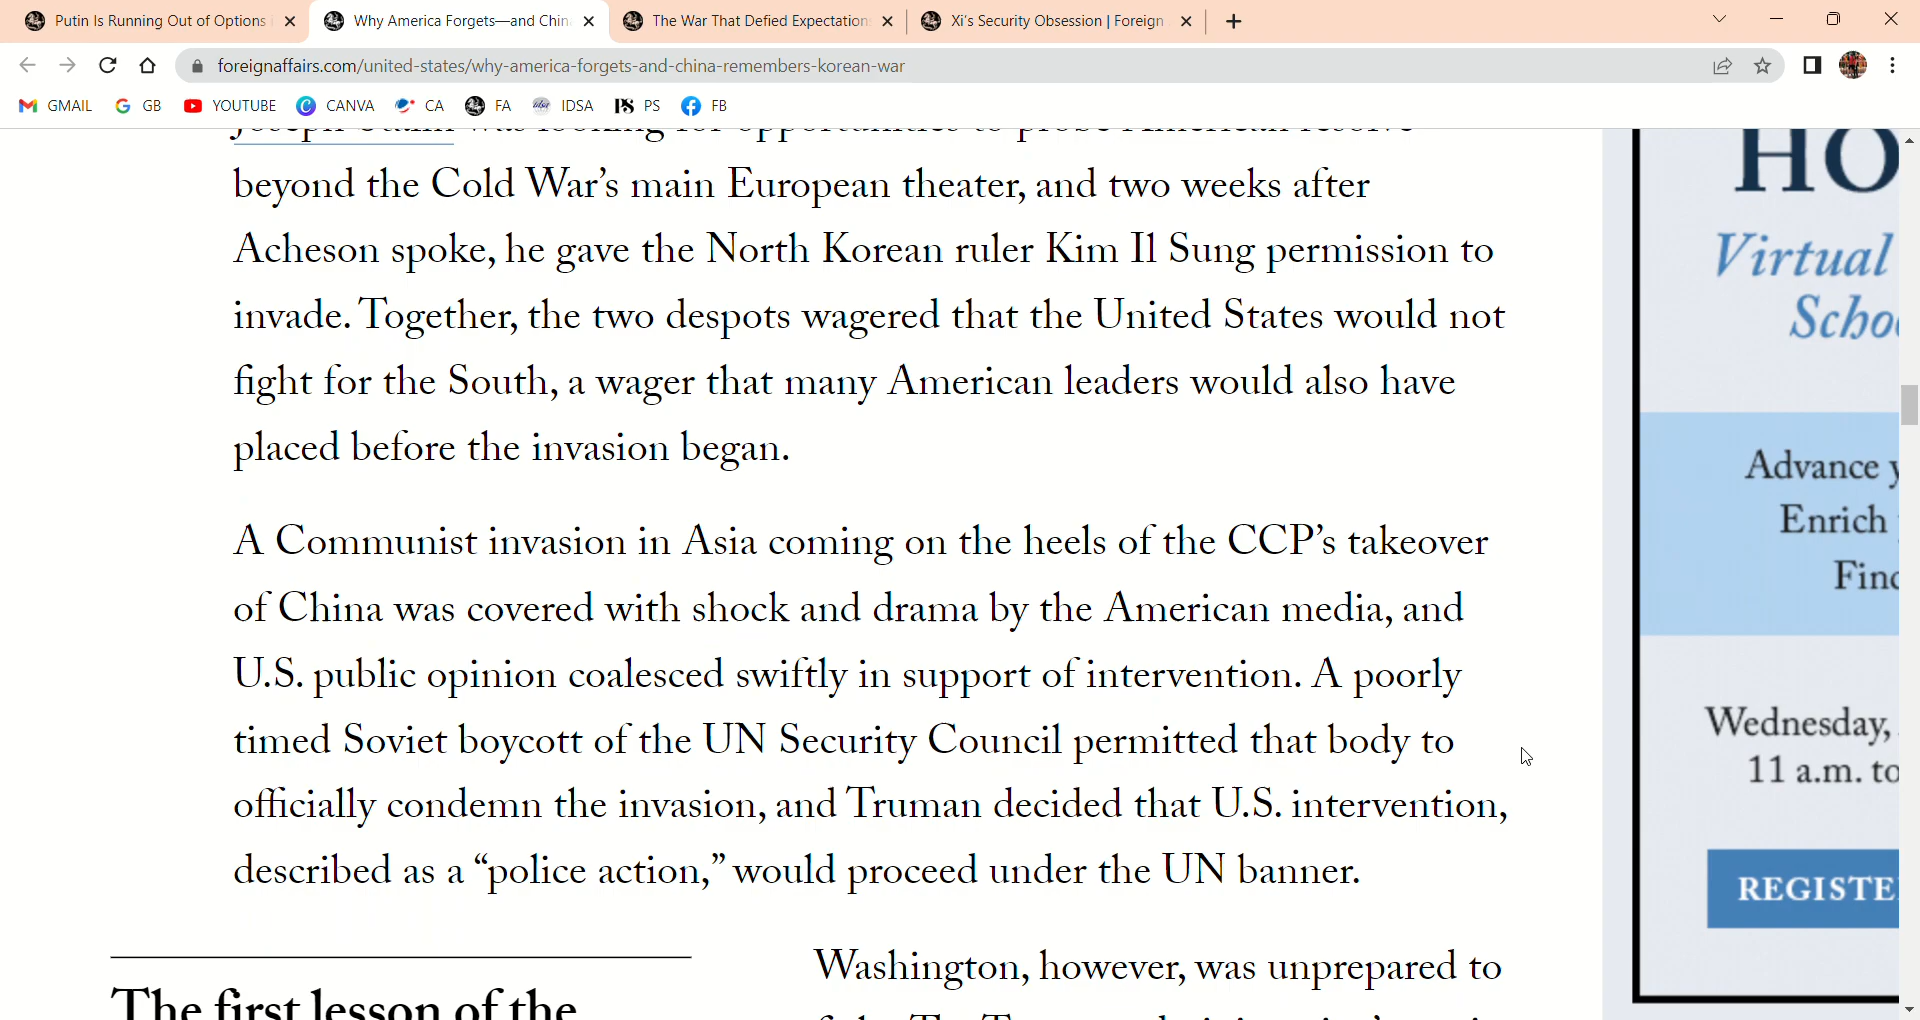 Putin Is Running Out of Options
Why America Forgets—and Chin
The War That Defied Expectation
Xi's Security Obsession | Foreign
foreignaffairs.com/united-states/why-america-forgets-and-china-remembers-korean-war
GMAIL
GB
YOUTUBE
CANVA
CA
FA
IDSA
PS
FB
beyond the Cold War’s main European theater, and two weeks after
Acheson spoke, he gave the North Korean ruler Kim Il Sung permission to
invade. Together, the two despots wagered that the United States would not
fight for the South, a wager that many American leaders would also have
placed before the invasion began.
A Communist invasion in Asia coming on the heels of the CCP’s takeover
of China was covered with shock and drama by the American media, and
U.S. public opinion coalesced swiftly in support of intervention. A poorly
timed Soviet boycott of the UN Security Council permitted that body to
officially condemn the invasion, and Truman decided that U.S. intervention,
described as a “police action,” would proceed under the UN banner.
The first lesson of the
Washington, however, was unprepared to
HO
Virtual
Scho
Advance y
Enrich
Find
Wednesday,
11 a.m. to
REGISTE